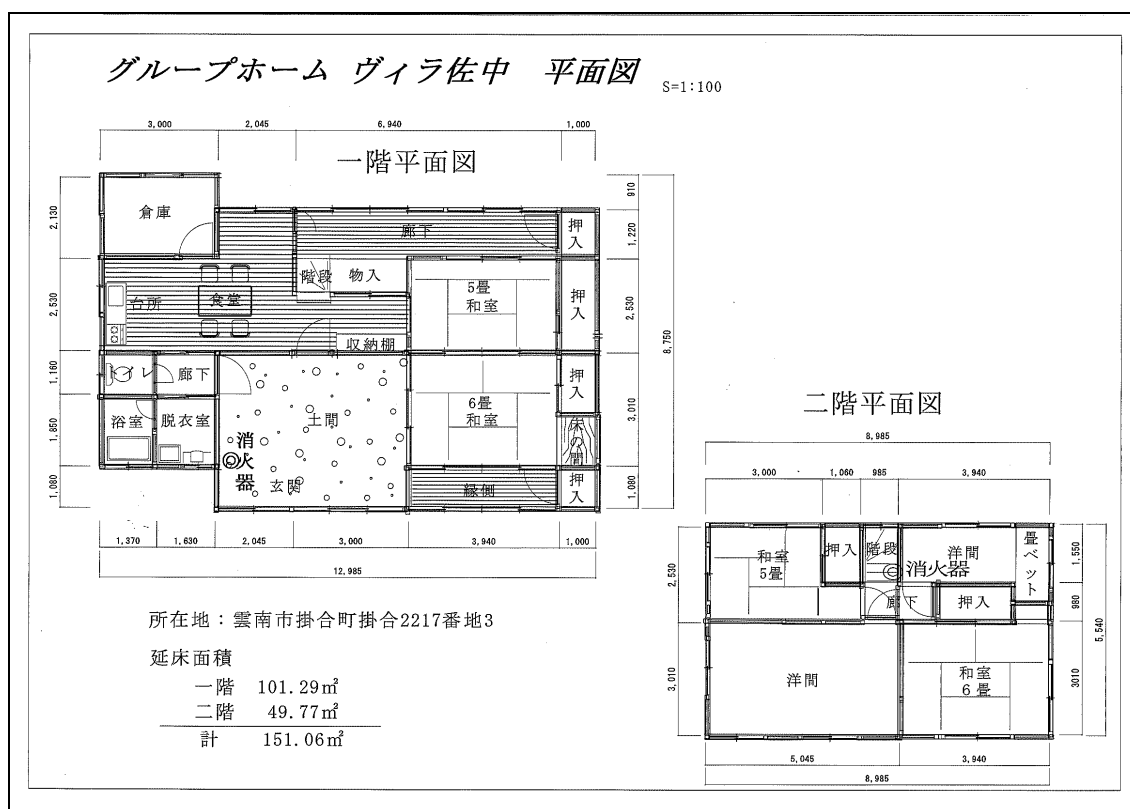 グループホーム ヴィラ佐中 平面図 S=1:100
3,000 2,045 6,940 1,000
一階平面図
2,130 2,530 1,160 1,850 1,080
910 1,220 2,530 3,010 1,080
8,750
倉庫
廊下
押入
階段 物入
5畳
和室
押入
台所 食堂
収納棚
トイレ 廊下
6畳
和室
押入
浴室 脱衣室
土間
床の間
消火器
玄関
縁側
押入
1,370 1,630 2,045 3,000 3,940 1,000
12,985
二階平面図
8,985
3,000 1,060 985 3,940
2,530 3,010
1,550 980 3010
5,540
和室
5畳
押入
階段
洋間
畳ベット
消火器
廊下
押入
洋間
和室
6畳
5,045 3,940
8,985
所在地：雲南市掛合町掛合2217番地3
延床面積
一階 101.29㎡
二階 49.77㎡
計 151.06㎡